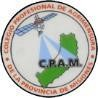 COLEGIO PROFESIONAL DE AGRIMENSURA
C.P.A.M.
DE LA PROVINCIA DE MISIONES